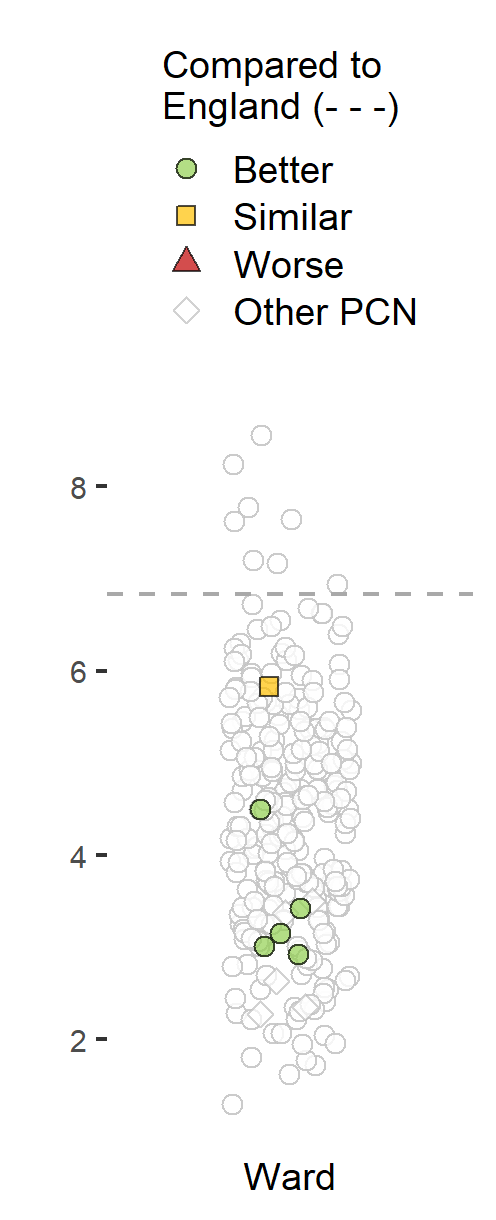 Compared to
England (- - -)
Better
Similar
Worse
Other PCN
8
6
4
2
Ward